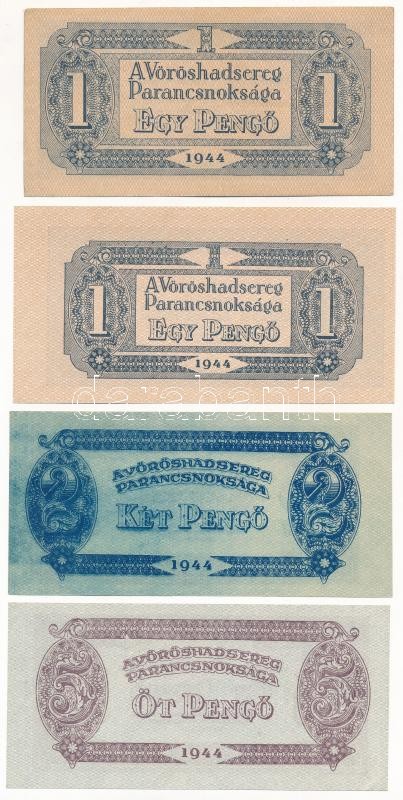 1
1 A Vöröshadsereg 1
Parancsnoksága
EGY PENGŐ
1944
1
1 A Vöröshadsereg 1
Parancsnoksága
EGY PENGŐ
1944
darabanth
2 A VÖRÖSHADSEREG 2
PARANCSNOKSÁGA
KÉT PENGŐ
1944
5 A VÖRÖSHADSEREG 5
PARANCSNOKSÁGA
ÖT PENGŐ
1944